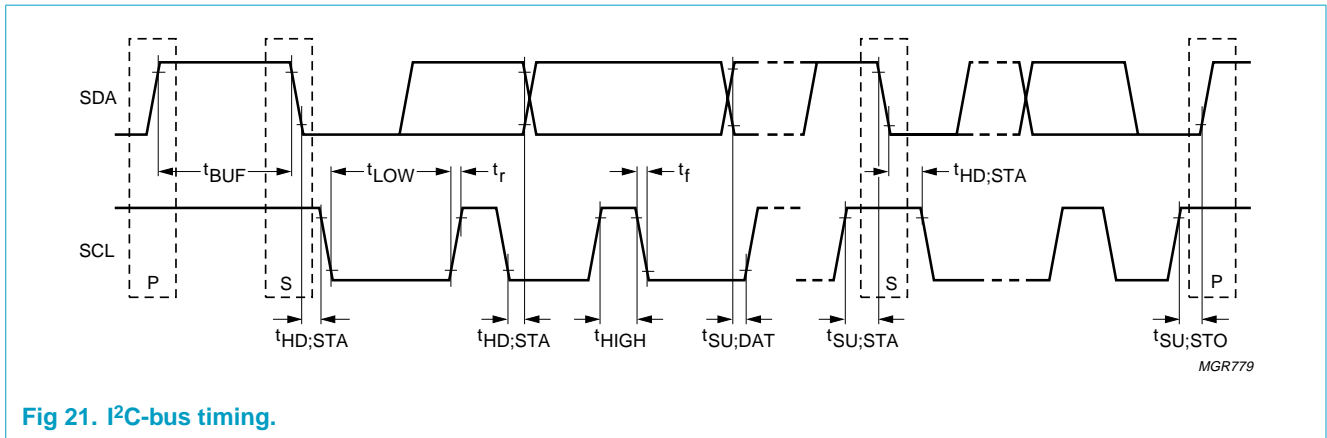 SDA
tBUF tLOW tr tf tHD;STA
SCL
P S S P
tHD;STA tHD;STA tHIGH tSU;DAT tSU;STA tSU;STO
MGR779
Fig 21. I²C-bus timing.